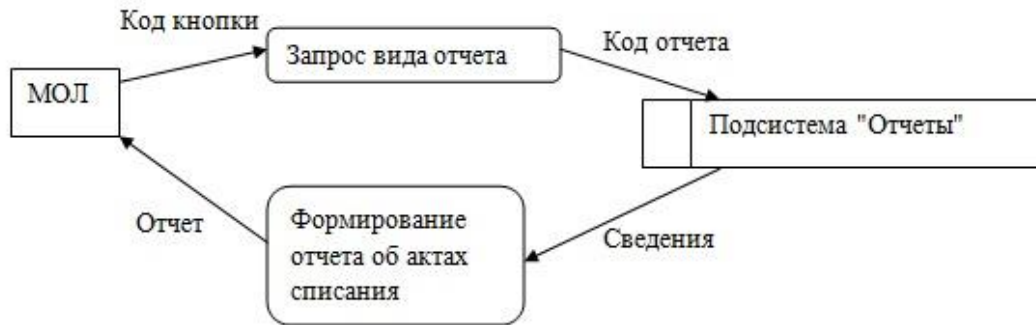 Код кнопки
Запрос вида отчета
Код отчета
МОЛ
Подсистема "Отчеты"
Отчет
Формирование
отчета об актах
списания
Сведения